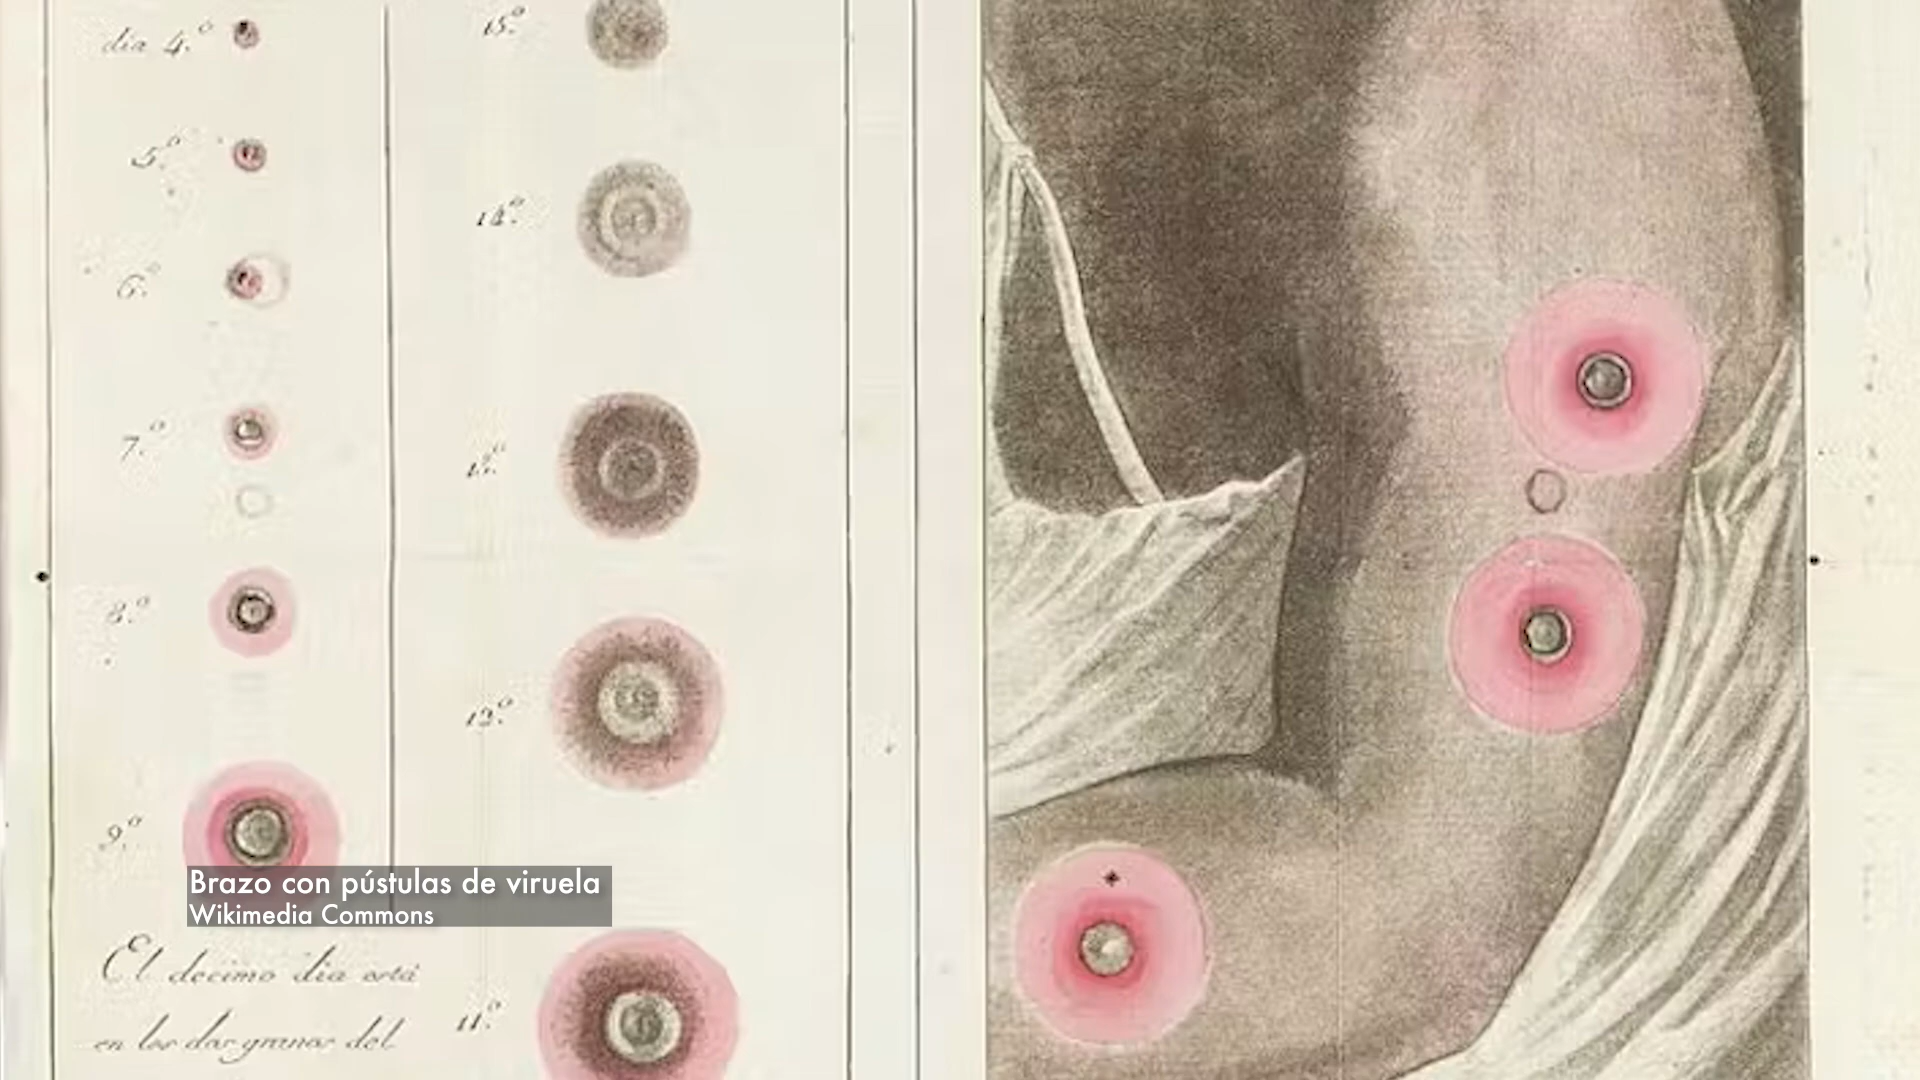 dia 4.º
5.º
6.º
7.º
8.º
9.º
El decimo dia está
en los dos granos del
15.º
14.º
12.º
11.º
Brazo con pústulas de viruela
Wikimedia Commons